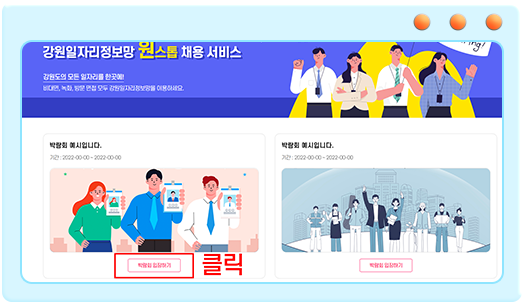 강원일자리정보망 원스톱 채용 서비스
강원도의 모든 일자리를 한곳에!
비대면, 녹화, 방문 면접 모두 강원일자리정보망을 이용하세요.
박람회 예시입니다.
기간 : 2022-00-00 ~ 2022-00-00
박람회 입장하기
클릭
박람회 예시입니다.
기간 : 2022-00-00 ~ 2022-00-00
박람회 입장하기